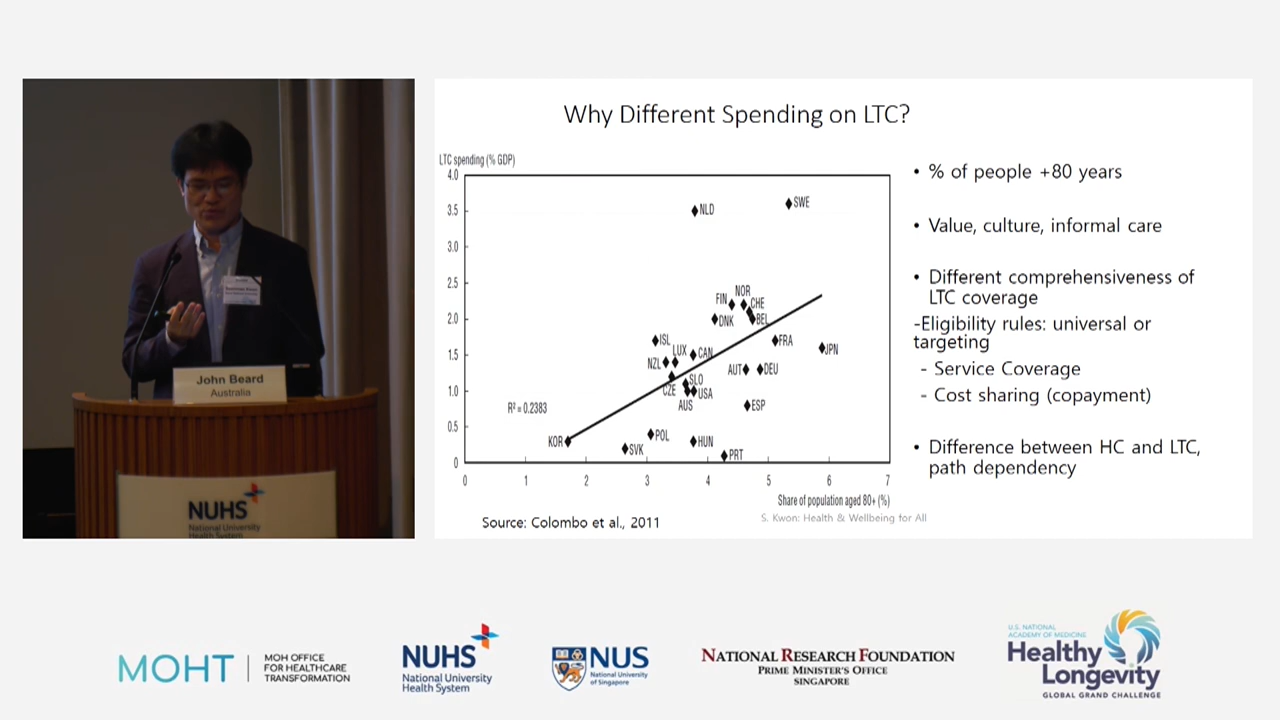 Why Different Spending on LTC?
LTC spending (% GDP)
4.0
3.5
3.0
2.5
2.0
1.5
1.0
0.5
0
0
1
2
3
4
5
6
7
Share of population aged 80+ (%)
NLD
SWE
FIN
NOR
CHE
DNK
BEL
ISL
LUX
CAN
FRA
JPN
NZL
AUT
DEU
CZE
SLO
USA
AUS
ESP
R² = 0.2383
KOR
POL
SVK
HUN
PRT
Source: Colombo et al., 2011
S. Kwon: Health & Wellbeing for All
• % of people +80 years
• Value, culture, informal care
• Different comprehensiveness of
LTC coverage
-Eligibility rules: universal or
targeting
- Service Coverage
- Cost sharing (copayment)
• Difference between HC and LTC,
path dependency
John Beard
Australia
NUHS
National University
Health System
MOHT
MOH OFFICE
FOR HEALTHCARE
TRANSFORMATION
NUHS
National University
Health System
NUS
National University
of Singapore
NATIONAL RESEARCH FOUNDATION
PRIME MINISTER'S OFFICE
SINGAPORE
U.S. NATIONAL
ACADEMY OF MEDICINE
Healthy
Longevity
GLOBAL GRAND CHALLENGE